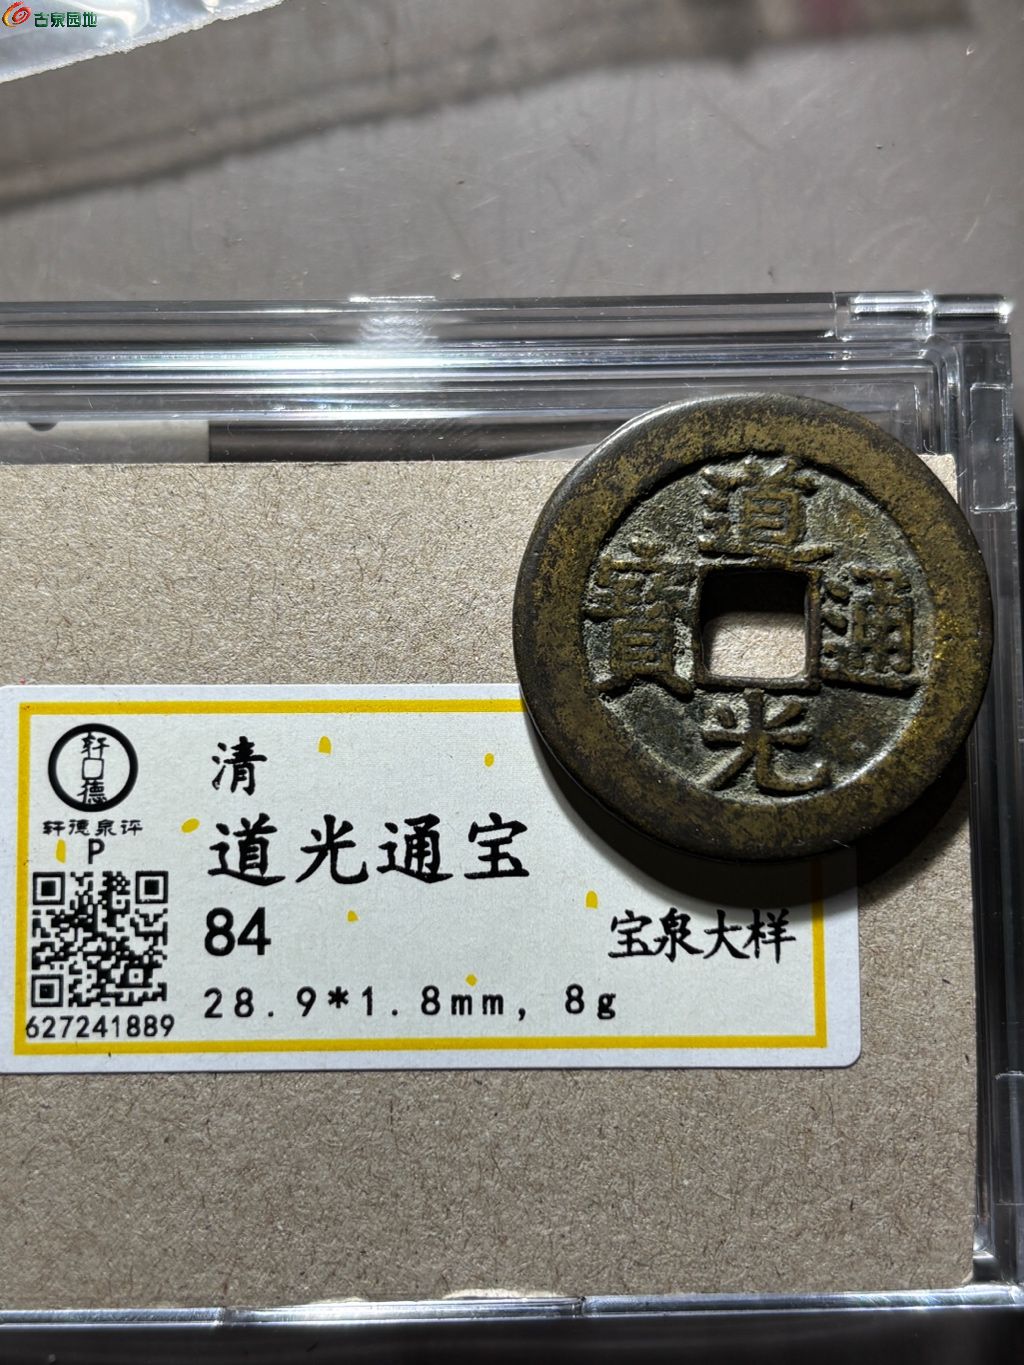 古泉园地
道光通寶
轩德
轩德泉评
P
627241889
清
道光通宝
84
宝泉大样
28.9*1.8mm, 8g